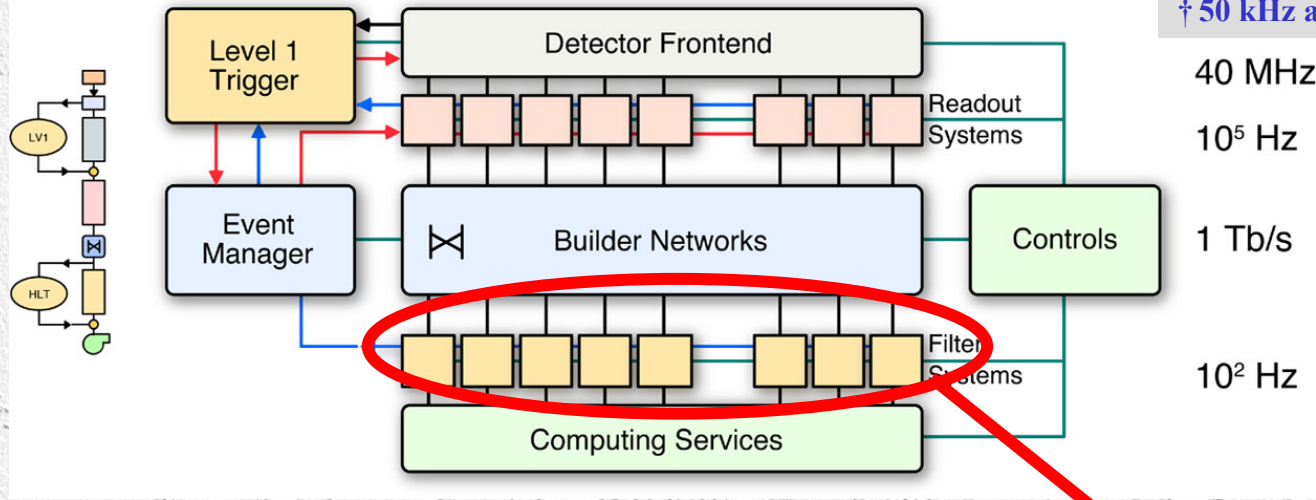 † 50 kHz a
Level 1
Trigger
Detector Frontend
40 MHz
Readout
Systems
10⁵ Hz
LV1
Event
Manager
Builder Networks
Controls
1 Tb/s
HLT
Filter
Systems
10² Hz
Computing Services